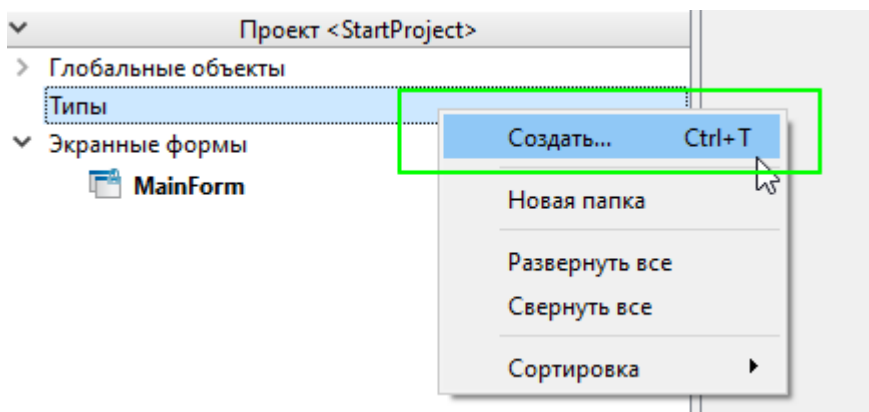 Проект <StartProject>
Глобальные объекты
Типы
Экранные формы
MainForm
Создать... Ctrl+T
Новая папка
Развернуть все
Свернуть все
Сортировка